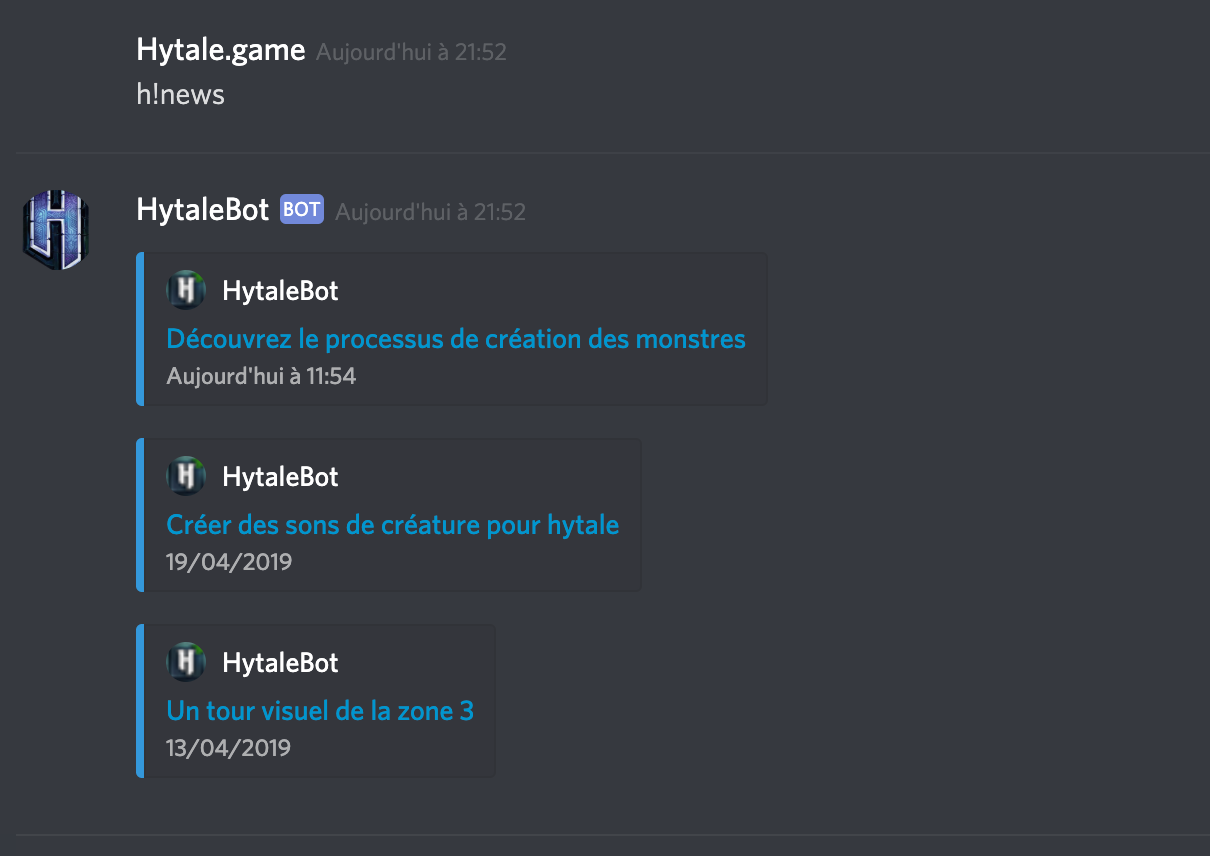 Hytale.game Aujourd'hui à 21:52
h!news
HytaleBot BOT Aujourd'hui à 21:52
HytaleBot
Découvrez le processus de création des monstres
Aujourd'hui à 11:54
HytaleBot
Créer des sons de créature pour hytale
19/04/2019
HytaleBot
Un tour visuel de la zone 3
13/04/2019